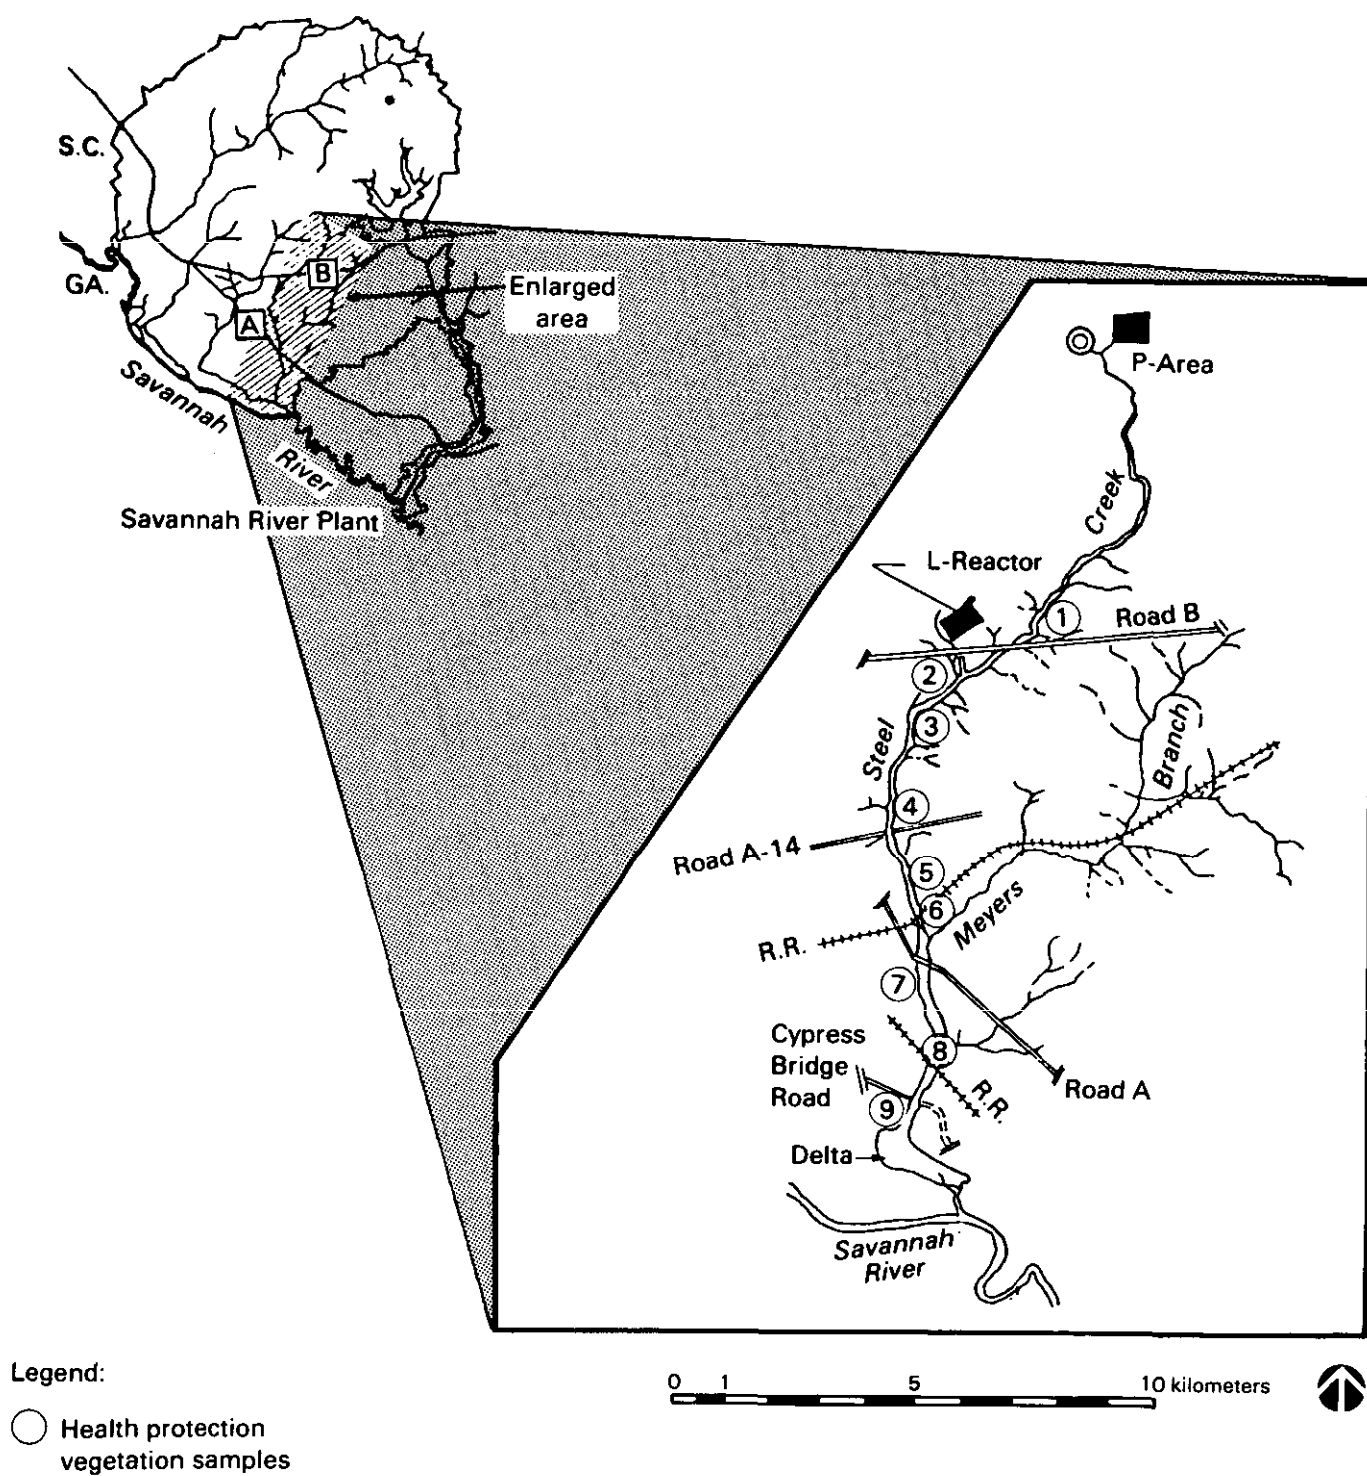 S.C.
GA.
B
A
Enlarged
area
Savannah
River
Savannah River Plant
P-Area
Creek
L-Reactor
1
Road B
2
3
Steel
Branch
4
Road A-14
5
6
Meyers
R.R.
7
Cypress
Bridge
Road
8
R.R.
Road A
9
Delta
Savannah
River
Legend:
Health protection
vegetation samples
0 1 5 10 kilometers